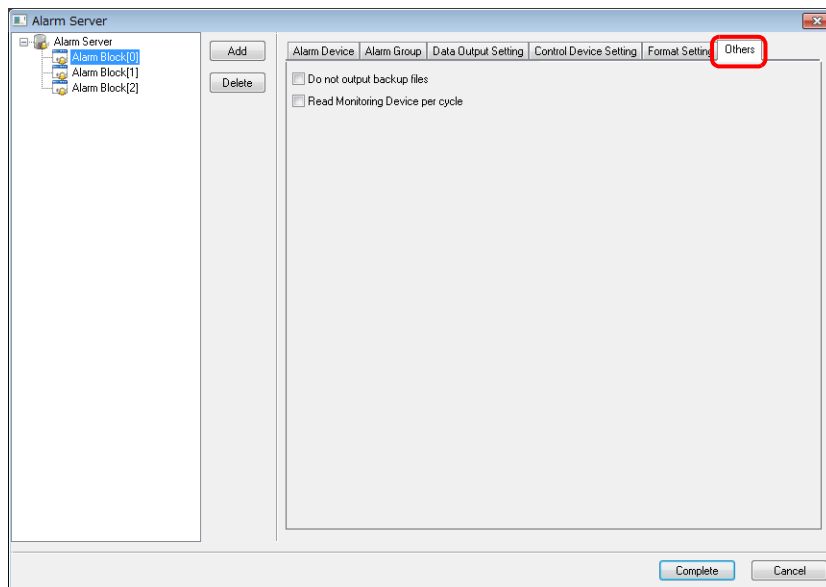 Alarm Server
Alarm Server
Alarm Block[0]
Alarm Block[1]
Alarm Block[2]
Add
Delete
Alarm Device
Alarm Group
Data Output Setting
Control Device Setting
Format Setting
Others
Do not output backup files
Read Monitoring Device per cycle
Complete
Cancel